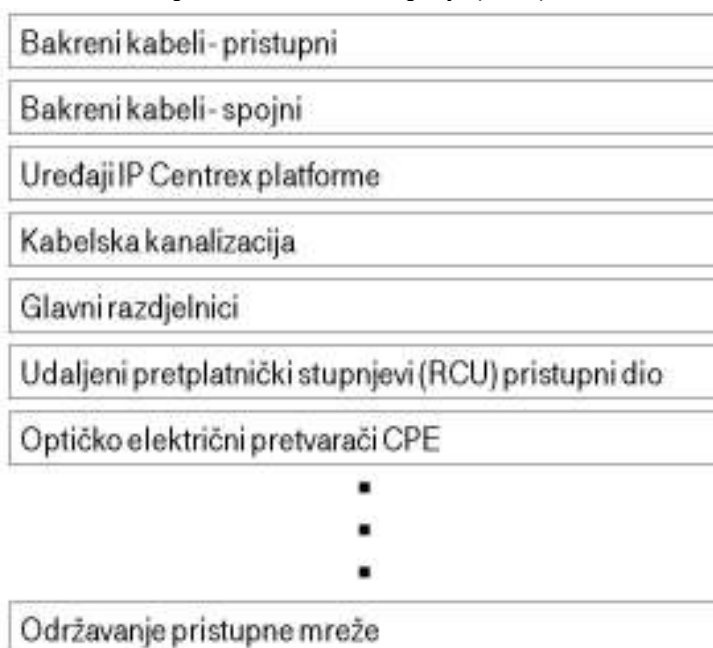 Bakreni kabeli - pristupni
Bakreni kabeli - spojni
Uređaji IP Centrex platforme
Kabelska kanalizacija
Glavni razdjelnici
Udaljeni pretplatnički stupnjevi (RCU) pristupni dio
Optičko električni pretvarači CPE
Održavanje pristupne mreže